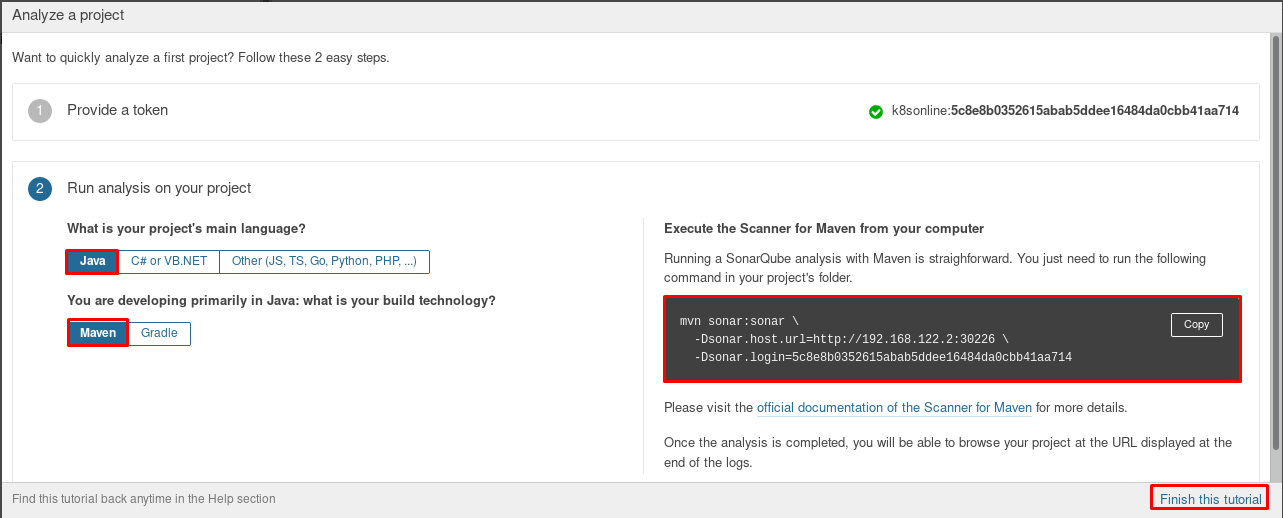 Analyze a project
Want to quickly analyze a first project? Follow these 2 easy steps.
1 Provide a token
k8sonline:5c8e8b0352615abab5ddee16484da0cbb41aa714
2 Run analysis on your project
What is your project's main language?
Java C# or VB.NET Other (JS, TS, Go, Python, PHP, ...)
You are developing primarily in Java: what is your build technology?
Maven Gradle
Execute the Scanner for Maven from your computer
Running a SonarQube analysis with Maven is straighforward. You just need to run the following
command in your project's folder.
Copy
mvn sonar:sonar \
-Dsonar.host.url=http://192.168.122.2:30226 \
-Dsonar.login=5c8e8b0352615abab5ddee16484da0cbb41aa714
Please visit the official documentation of the Scanner for Maven for more details.
Once the analysis is completed, you will be able to browse your project at the URL displayed at the
end of the logs.
Find this tutorial back anytime in the Help section
Finish this tutorial